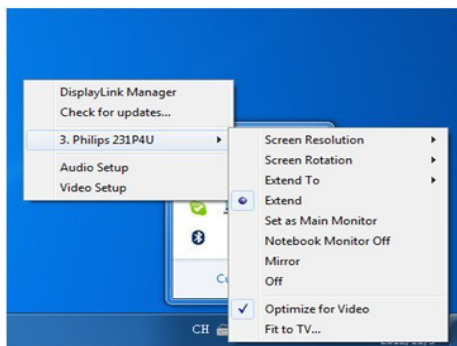 DisplayLink Manager
Check for updates...
3. Philips 231P4U
Audio Setup
Video Setup
Screen Resolution
Screen Rotation
Extend To
Extend
Set as Main Monitor
Notebook Monitor Off
Mirror
Off
Optimize for Video
Fit to TV...
CH